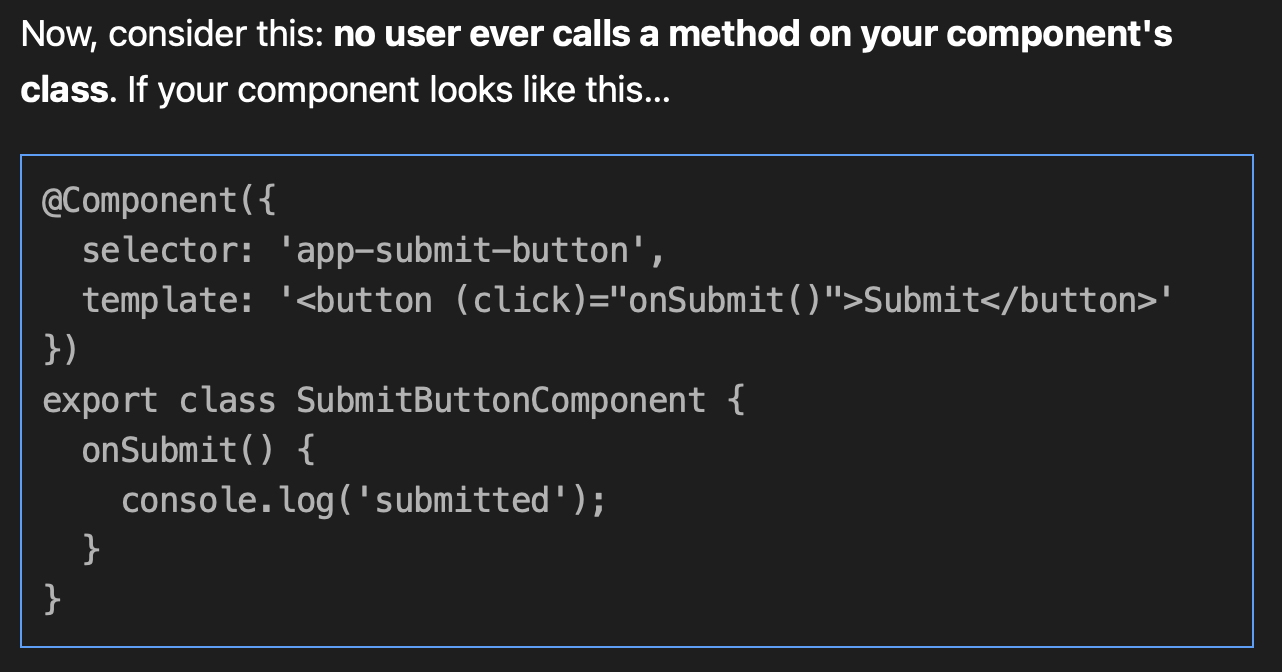 Now, consider this: no user ever calls a method on your component's
class. If your component looks like this...
@Component({
  selector: 'app-submit-button',
  template: '<button (click)="onSubmit()">Submit</button>'
})
export class SubmitButtonComponent {
  onSubmit() {
    console.log('submitted');
  }
}